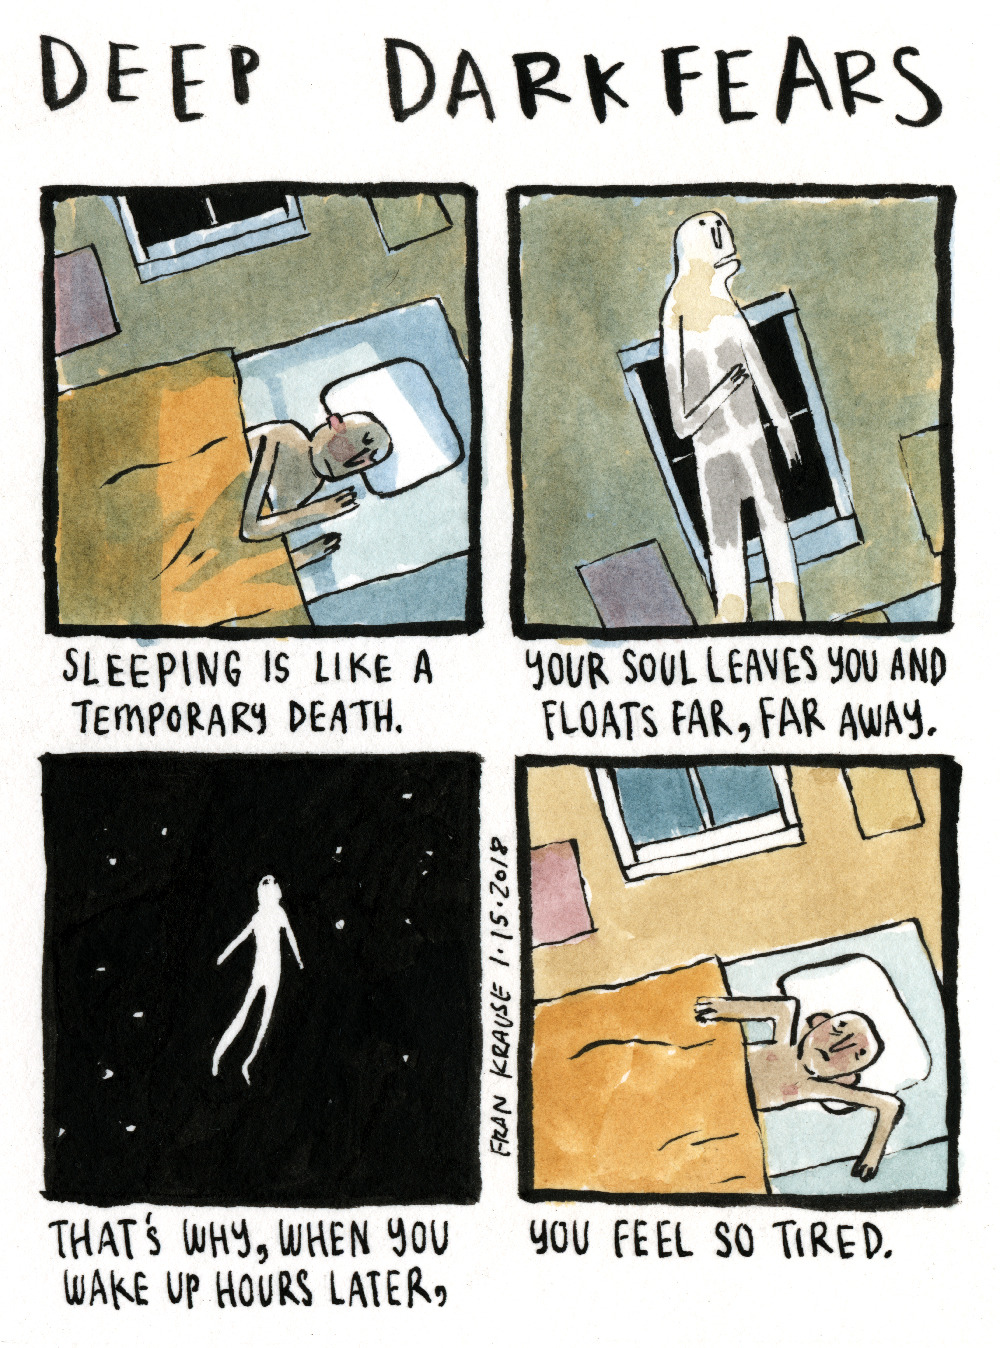 DEEP DARK FEARS
SLEEPING IS LIKE A
TEMPORARY DEATH.
YOUR SOUL LEAVES YOU AND
FLOATS FAR, FAR AWAY.
THAT'S WHY, WHEN YOU
WAKE UP HOURS LATER,
FRAN KRAUSE 1.15.2018
YOU FEEL SO TIRED.